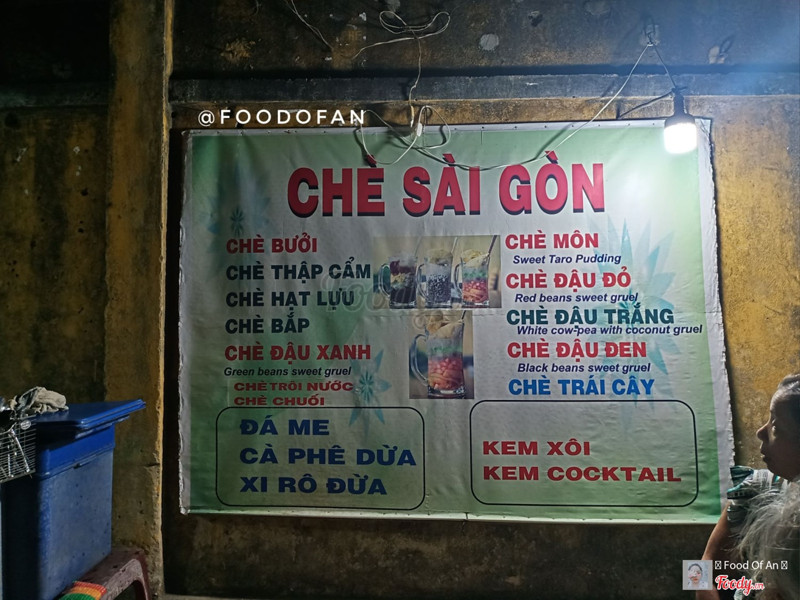 @FOODOFAN
CHÈ SÀI GÒN
CHÈ BƯỞI
CHÈ THẬP CẨM
CHÈ HẠT LỰU
CHÈ BẮP
CHÈ ĐẬU XANH
Green beans sweet gruel
CHÈ TRÔI NƯỚC
CHÈ CHUỐI
CHÈ MÔN
Sweet Taro Pudding
CHÈ ĐẬU ĐỎ
Red beans sweet gruel
CHÈ ĐẬU TRẮNG
White cow-pea with coconut gruel
CHÈ ĐẬU ĐEN
Black beans sweet gruel
CHÈ TRÁI CÂY
ĐÁ ME
CÀ PHÊ DỪA
XI RÔ DỪA
KEM XÔI
KEM COCKTAIL
Food Of An
Foody.vn